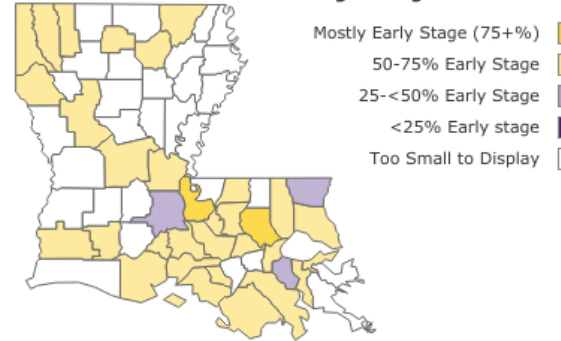 Mostly Early Stage (75+%)
50-75% Early Stage
25-<50% Early Stage
<25% Early stage
Too Small to Display